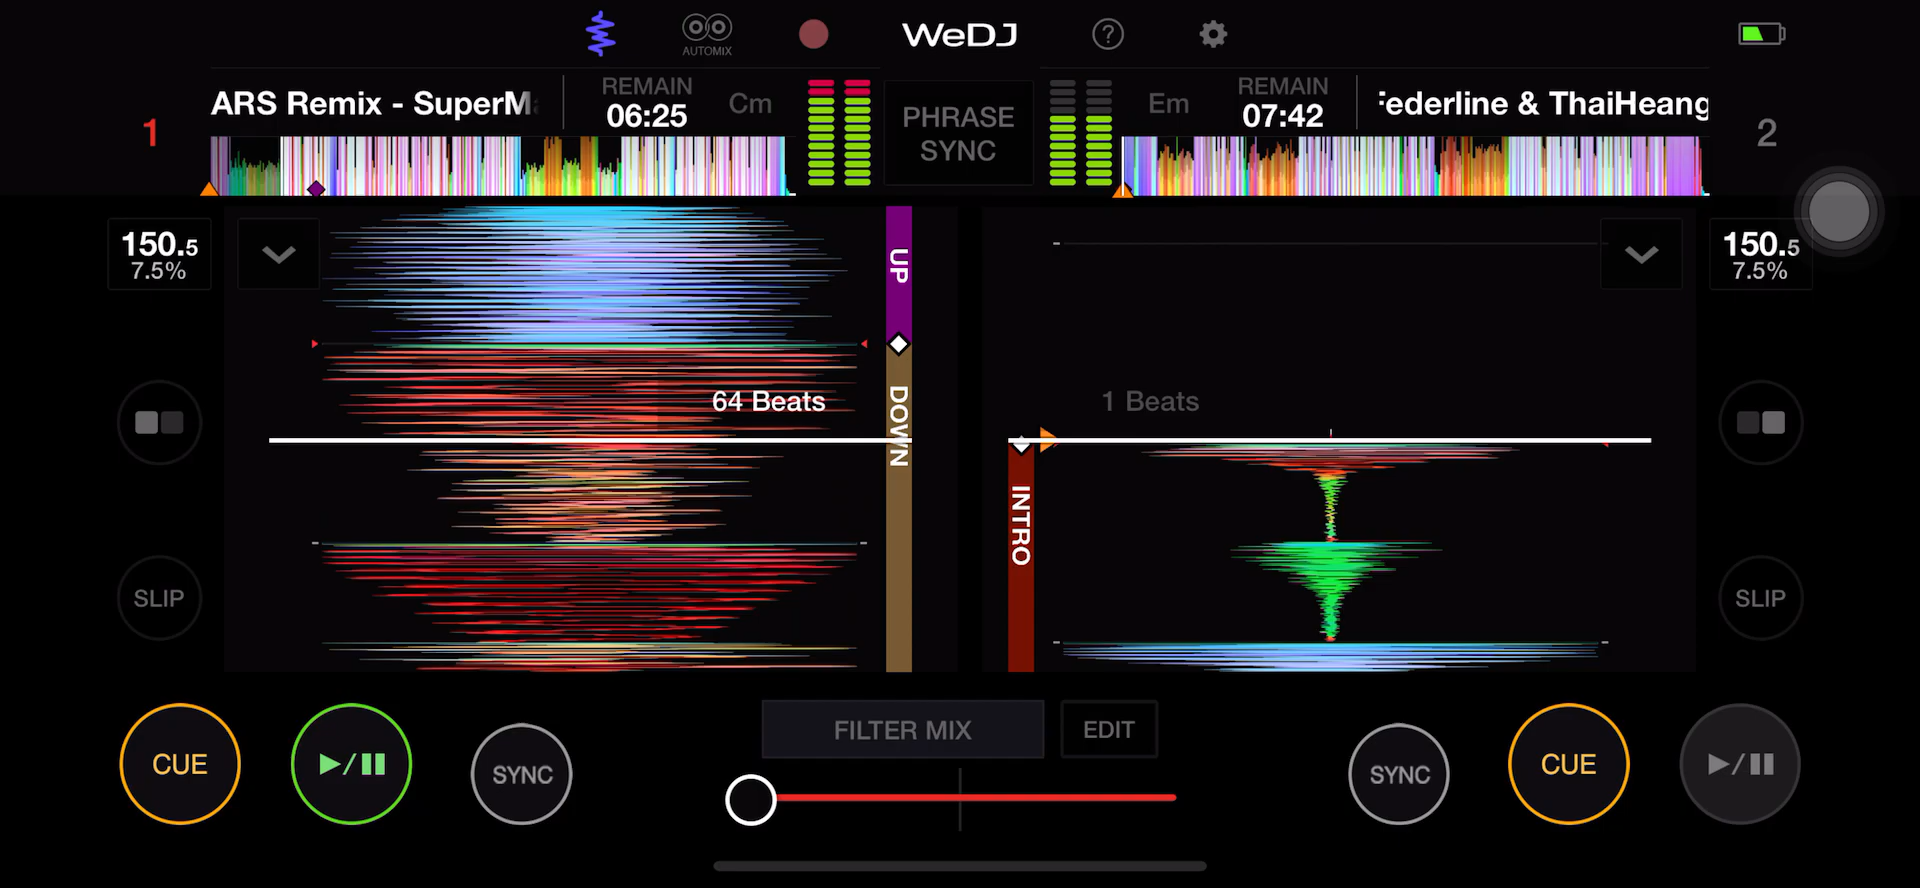 AUTOMIX
WeDJ
?
1
ARS Remix - SuperM
REMAIN
06:25
Cm
PHRASE
SYNC
Em
REMAIN
07:42
ederline & ThaiHeang
2
150.5
7.5%
UP
150.5
7.5%
64 Beats
DOWN
1 Beats
INTRO
SLIP
SLIP
CUE
SYNC
FILTER MIX
EDIT
SYNC
CUE